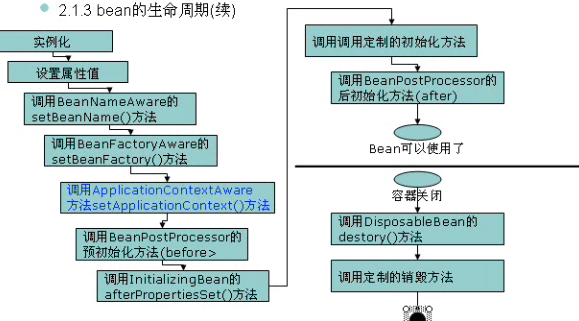 2.1.3 bean的生命周期(续)
实例化
设置属性值
调用BeanNameAware的
setBeanName()方法
调用BeanFactoryAware的
setBeanFactory()方法
调用ApplicationContextAware
方法setApplicationContext()方法
调用BeanPostProcessor的
预初始化方法(before>
调用InitializingBean的
afterPropertiesSet()方法
调用调用定制的初始化方法
调用BeanPostProcessor的
后初始化方法(after)
Bean可以使用了
容器关闭
调用DisposableBean的
destory()方法
调用定制的销毁方法